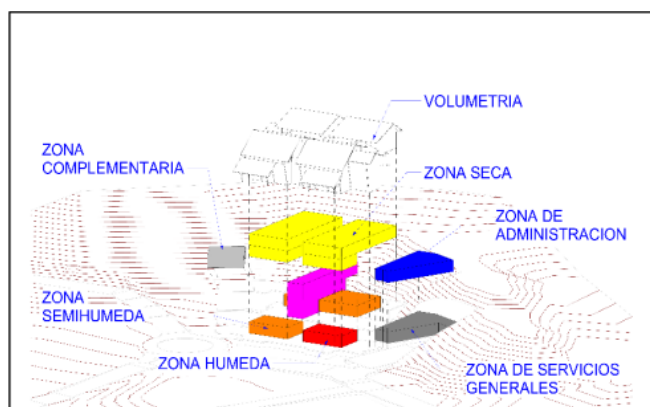 VOLUMETRIA
ZONA
COMPLEMENTARIA
ZONA SECA
ZONA DE
ADMINISTRACION
ZONA
SEMIHUMEDA
ZONA HUMEDA
ZONA DE SERVICIOS
GENERALES